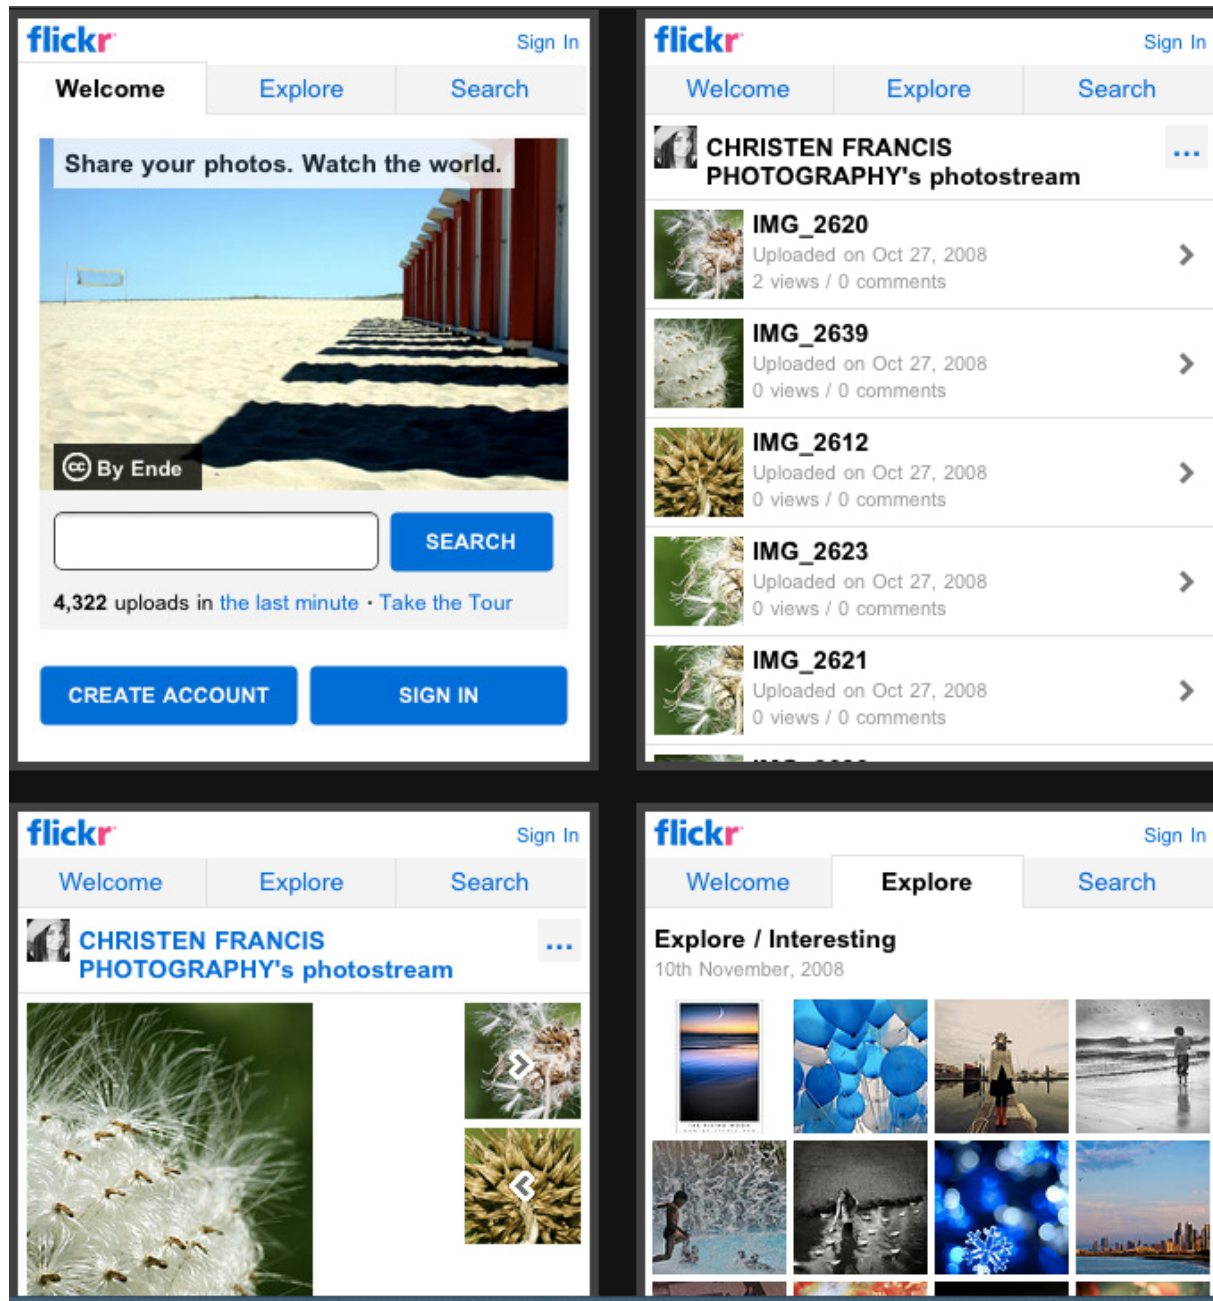 flickr
Sign In
Welcome
Explore
Search
Share your photos. Watch the world.
cc By Ende
SEARCH
4,322 uploads in the last minute · Take the Tour
CREATE ACCOUNT
SIGN IN
flickr
Sign In
Welcome
Explore
Search
CHRISTEN FRANCIS
PHOTOGRAPHY's photostream
...
IMG_2620
Uploaded on Oct 27, 2008
2 views / 0 comments
IMG_2639
Uploaded on Oct 27, 2008
0 views / 0 comments
IMG_2612
Uploaded on Oct 27, 2008
0 views / 0 comments
IMG_2623
Uploaded on Oct 27, 2008
0 views / 0 comments
IMG_2621
Uploaded on Oct 27, 2008
0 views / 0 comments
flickr
Sign In
Welcome
Explore
Search
CHRISTEN FRANCIS
PHOTOGRAPHY's photostream
...
flickr
Sign In
Welcome
Explore
Search
Explore / Interesting
10th November, 2008
THE RISING MOON